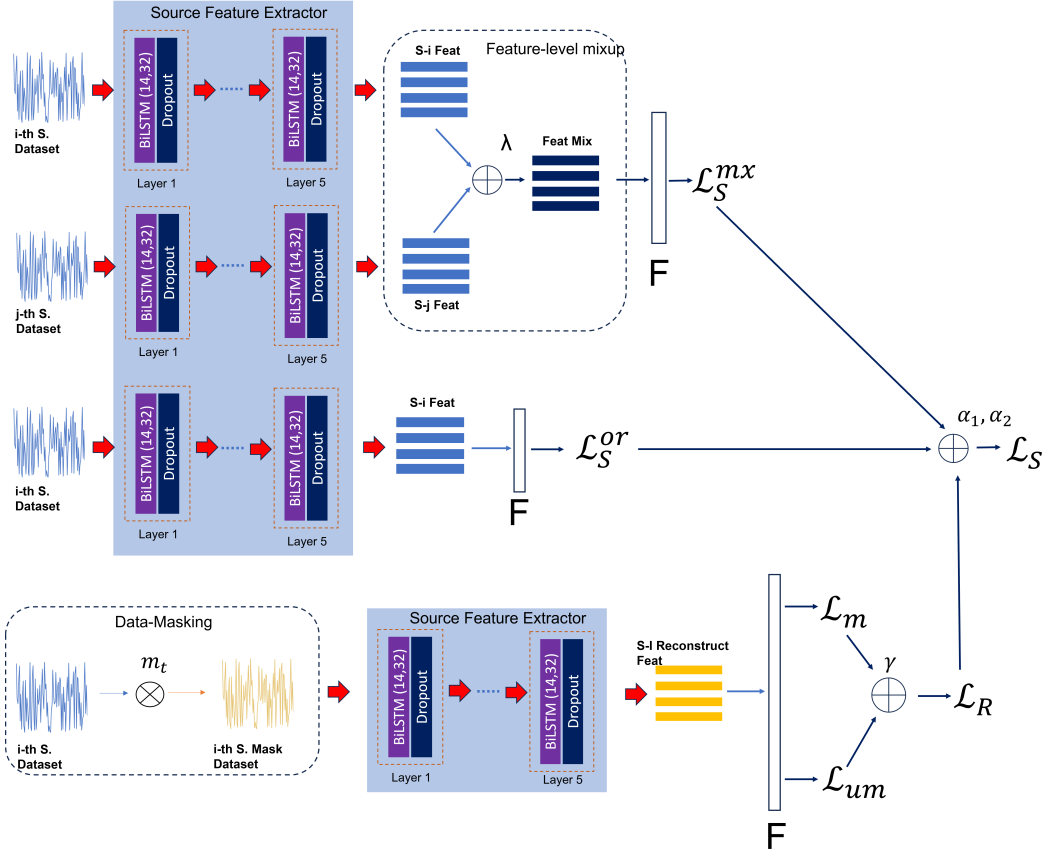 Source Feature Extractor
i-th S.
Dataset
BiLSTM (14,32)
Dropout
Layer 1
BiLSTM (14,32)
Dropout
Layer 5
S-i Feat
Feature-level mixup
λ
Feat Mix
F
ℒ_S^{mx}
j-th S.
Dataset
BiLSTM (14,32)
Dropout
Layer 1
BiLSTM (14,32)
Dropout
Layer 5
S-j Feat
i-th S.
Dataset
BiLSTM (14,32)
Dropout
Layer 1
BiLSTM (14,32)
Dropout
Layer 5
S-i Feat
F
ℒ_S^{or}
α₁, α₂
ℒ_S
Data-Masking
m_t
i-th S.
Dataset
i-th S. Mask
Dataset
Source Feature Extractor
BiLSTM (14,32)
Dropout
Layer 1
BiLSTM (14,32)
Dropout
Layer 5
S-I Reconstruct
Feat
F
ℒ_m
γ
ℒ_R
ℒ_{um}